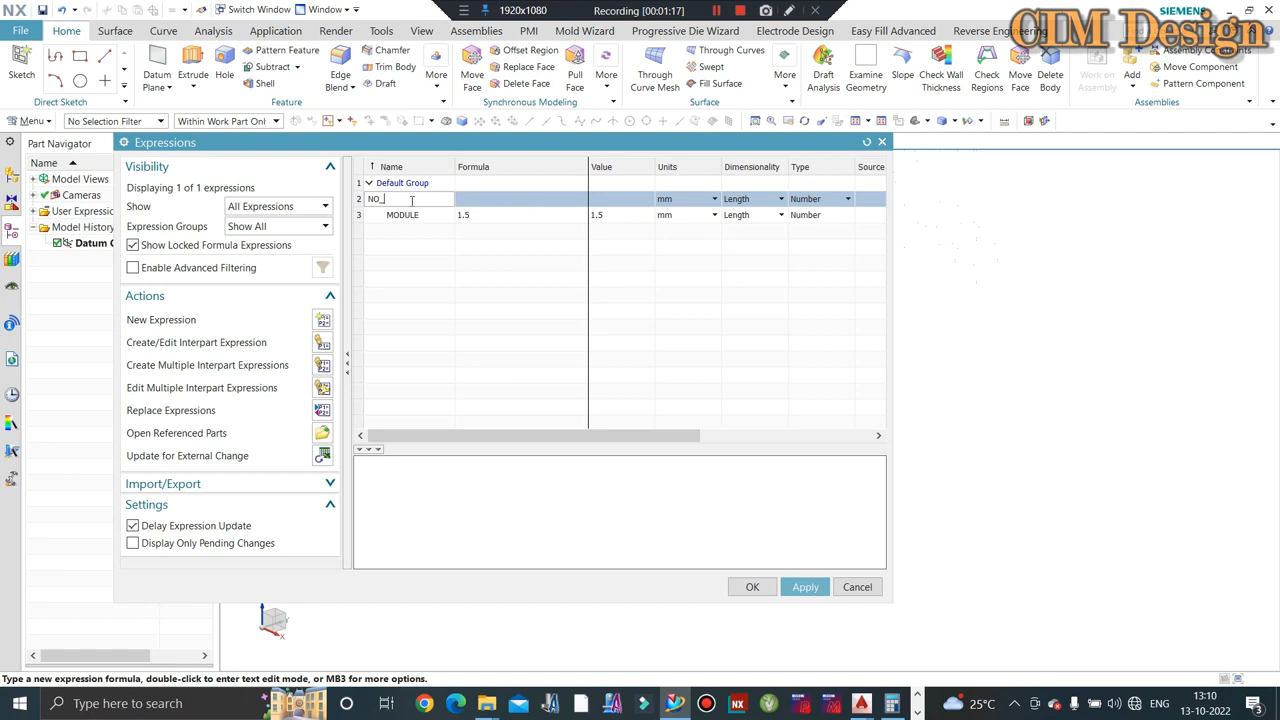 NX
Switch Window
Window
1920x1080
Recording [00:01:17]
SIEMENS
CIM Design
File
Home
Surface
Curve
Analysis
Application
Render
Tools
View
Assemblies
PMI
Mold Wizard
Progressive Die Wizard
Electrode Design
Easy Fill Advanced
Reverse Engineering
Sketch
Direct Sketch
Datum Plane
Extrude
Hole
Pattern Feature
Subtract
Shell
Feature
Edge Blend
Chamfer
Trim Body
Draft
More
Move Face
Offset Region
Replace Face
Delete Face
Pull Face
More
Synchronous Modeling
Through Curve Mesh
Through Curves
Swept
Fill Surface
Surface
More
Draft Analysis
Examine Geometry
Slope
Check Wall Thickness
Check Regions
Move Face
Delete Body
Work on Assembly
Add
Assembly Constraints
Move Component
Pattern Component
Assemblies
Menu
No Selection Filter
Within Work Part Onl
Part Navigator
Name
Model Views
Cameras
User Expressio
Model History
Datum C
Expressions
Visibility
Displaying 1 of 1 expressions
Show
All Expressions
Expression Groups
Show All
Show Locked Formula Expressions
Enable Advanced Filtering
Actions
New Expression
Create/Edit Interpart Expression
Create Multiple Interpart Expressions
Edit Multiple Interpart Expressions
Replace Expressions
Open Referenced Parts
Update for External Change
Import/Export
Settings
Delay Expression Update
Display Only Pending Changes
Name Formula Value Units Dimensionality Type Source
1 Default Group
2 NO_ mm Length Number
3 MODULE 1.5 1.5 mm Length Number
OK
Apply
Cancel
X
Type a new expression formula, double-click to enter text edit mode, or MB3 for more options.
Type here to search
25°C
ENG
13:10
13-10-2022